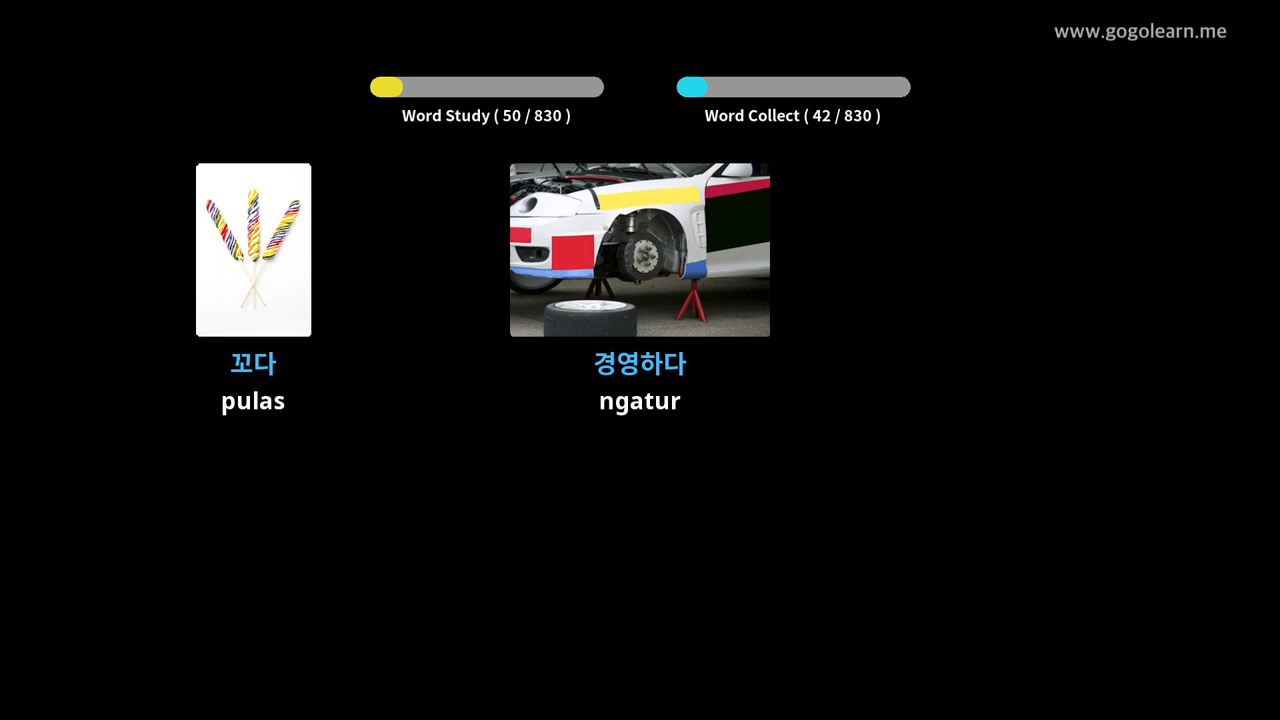 www.gogolearn.me
Word Study ( 50 / 830 )
Word Collect ( 42 / 830 )
꼬다
pulas
경영하다
ngatur